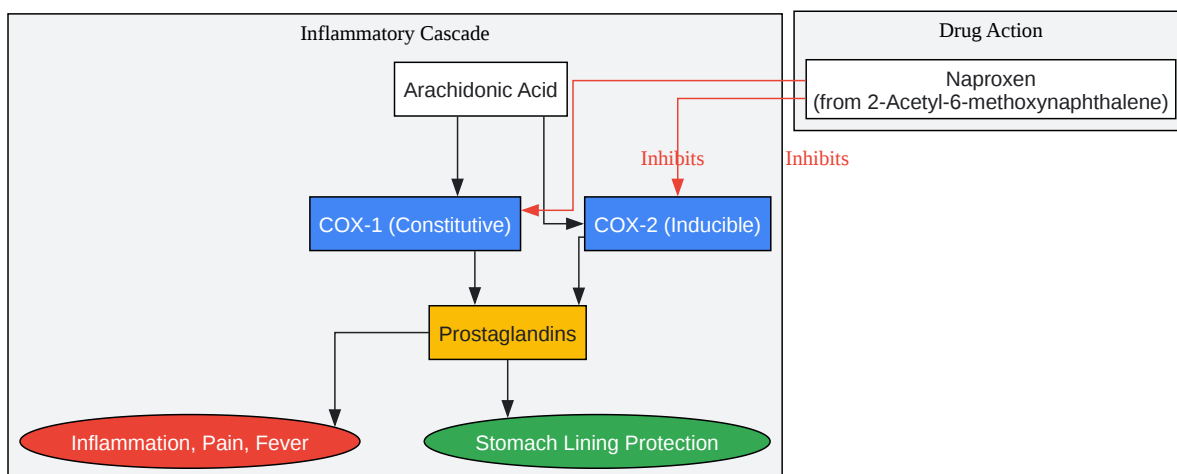 Inflammatory Cascade
Drug Action
Arachidonic Acid
Naproxen
(from 2-Acetyl-6-methoxynaphthalene)
Inhibits
Inhibits
COX-1 (Constitutive)
COX-2 (Inducible)
Prostaglandins
Inflammation, Pain, Fever
Stomach Lining Protection